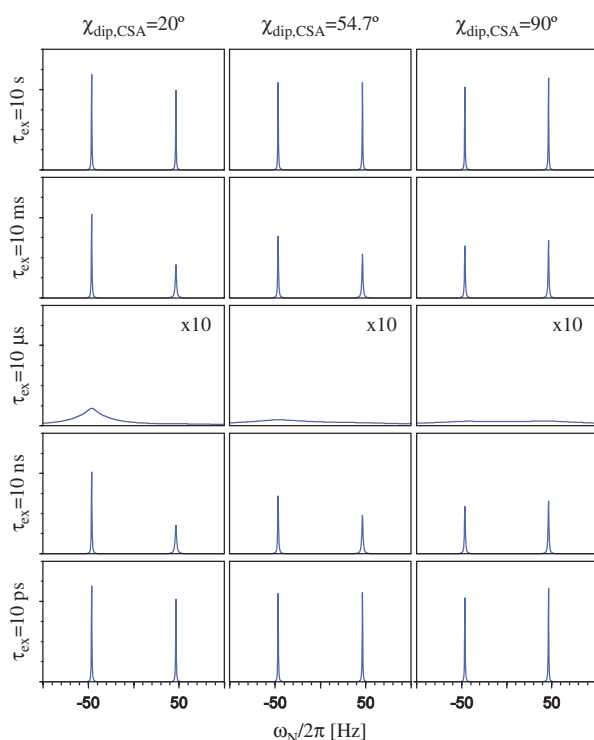 χdip,CSA=20º χdip,CSA=54.7º χdip,CSA=90º
τex=10 s
τex=10 ms
τex=10 μs
x10 x10 x10
τex=10 ns
τex=10 ps
-50 50 -50 50 -50 50
ωN/2π [Hz]